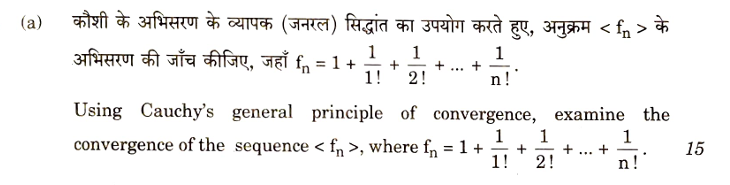 (a) कौशी के अभिसरण के व्यापक (जनरल) सिद्धांत का उपयोग करते हुए, अनुक्रम < fₙ > के
अभिसरण की जाँच कीजिए, जहाँ fₙ = 1 + 1/1! + 1/2! + ... + 1/n! .
Using Cauchy's general principle of convergence, examine the
convergence of the sequence < fₙ >, where fₙ = 1 + 1/1! + 1/2! + ... + 1/n! . 15